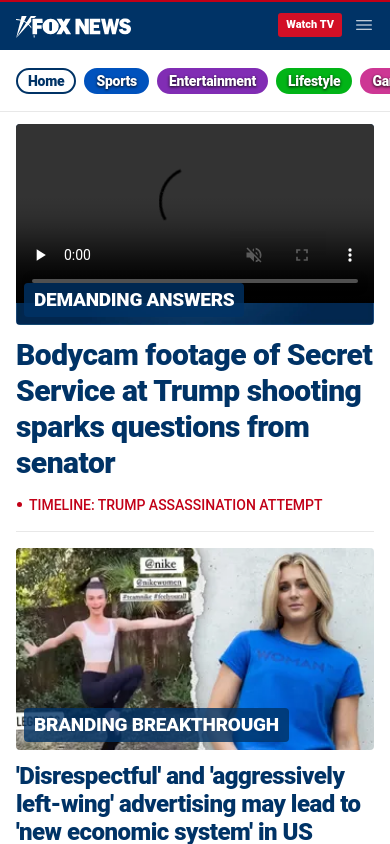 FOX NEWS
Watch TV
Home
Sports
Entertainment
Lifestyle
0:00
DEMANDING ANSWERS
Bodycam footage of Secret
Service at Trump shooting
sparks questions from
senator
TIMELINE: TRUMP ASSASSINATION ATTEMPT
@nike
@nikewomen
#teamnike #feelyourall
WOMAN
BRANDING BREAKTHROUGH
'Disrespectful' and 'aggressively
left-wing' advertising may lead to
'new economic system' in US